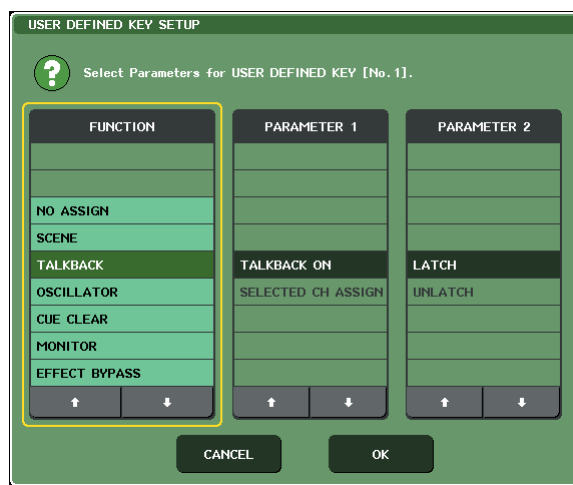 USER DEFINED KEY SETUP
Select Parameters for USER DEFINED KEY [No.1].
FUNCTION
NO ASSIGN
SCENE
TALKBACK
OSCILLATOR
CUE CLEAR
MONITOR
EFFECT BYPASS
PARAMETER 1
TALKBACK ON
SELECTED CH ASSIGN
PARAMETER 2
LATCH
UNLATCH
CANCEL
OK